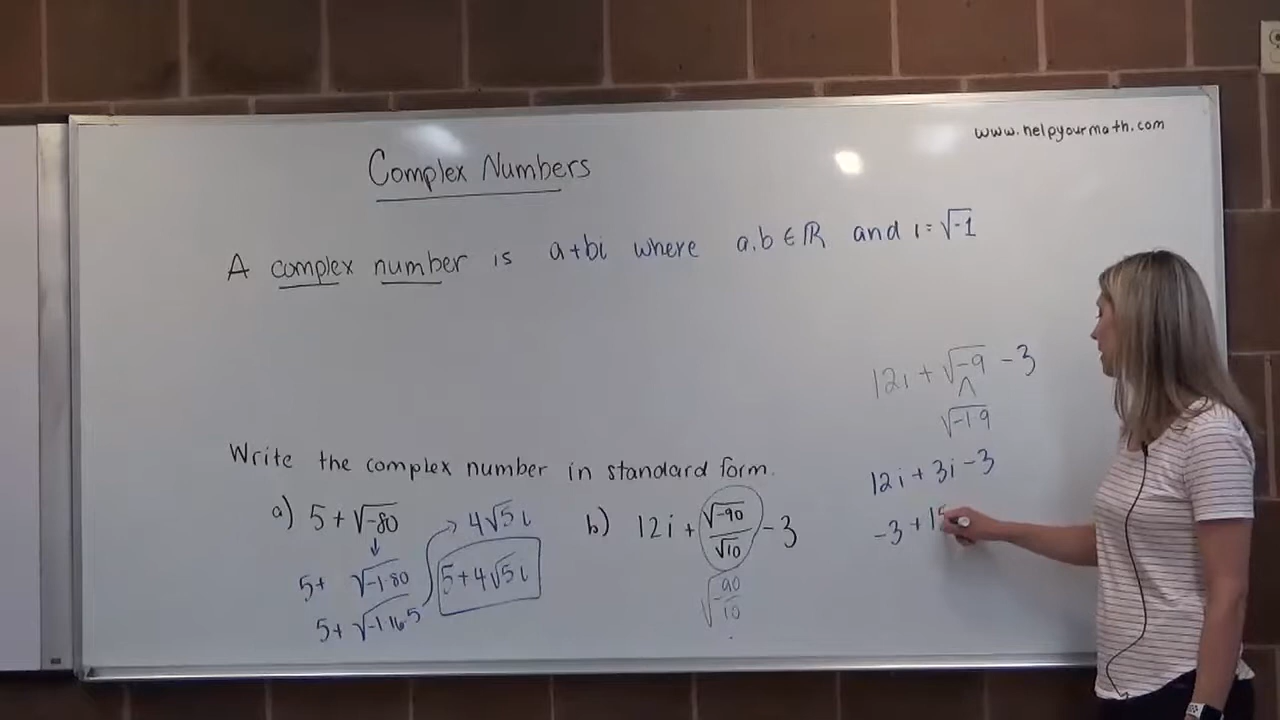 www.helpyourmath.com
Complex Numbers
A complex number is a+bi where a,b ∈ ℝ and i = √-1
Write the complex number in standard form.
a) 5 + √-80
5 + √-1·80
5 + √-1·16·5
4√5 i
5 + 4√5 i
b) 12i + √-90/√10 - 3
√-90/10
12i + √-9 - 3
√-1·9
12i + 3i - 3
-3 + 15